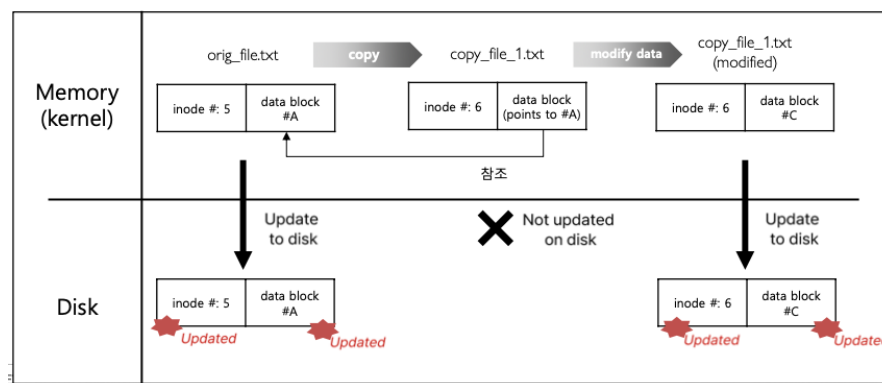 orig_file.txt
copy
copy_file_1.txt
modify data
copy_file_1.txt
(modified)
Memory
(kernel)
inode #: 5
data block
#A
inode #: 6
data block
(points to #A)
inode #: 6
data block
#C
참조
Update
to disk
Not updated
on disk
Update
to disk
Disk
inode #: 5
data block
#A
inode #: 6
data block
#C
Updated
Updated
Updated
Updated